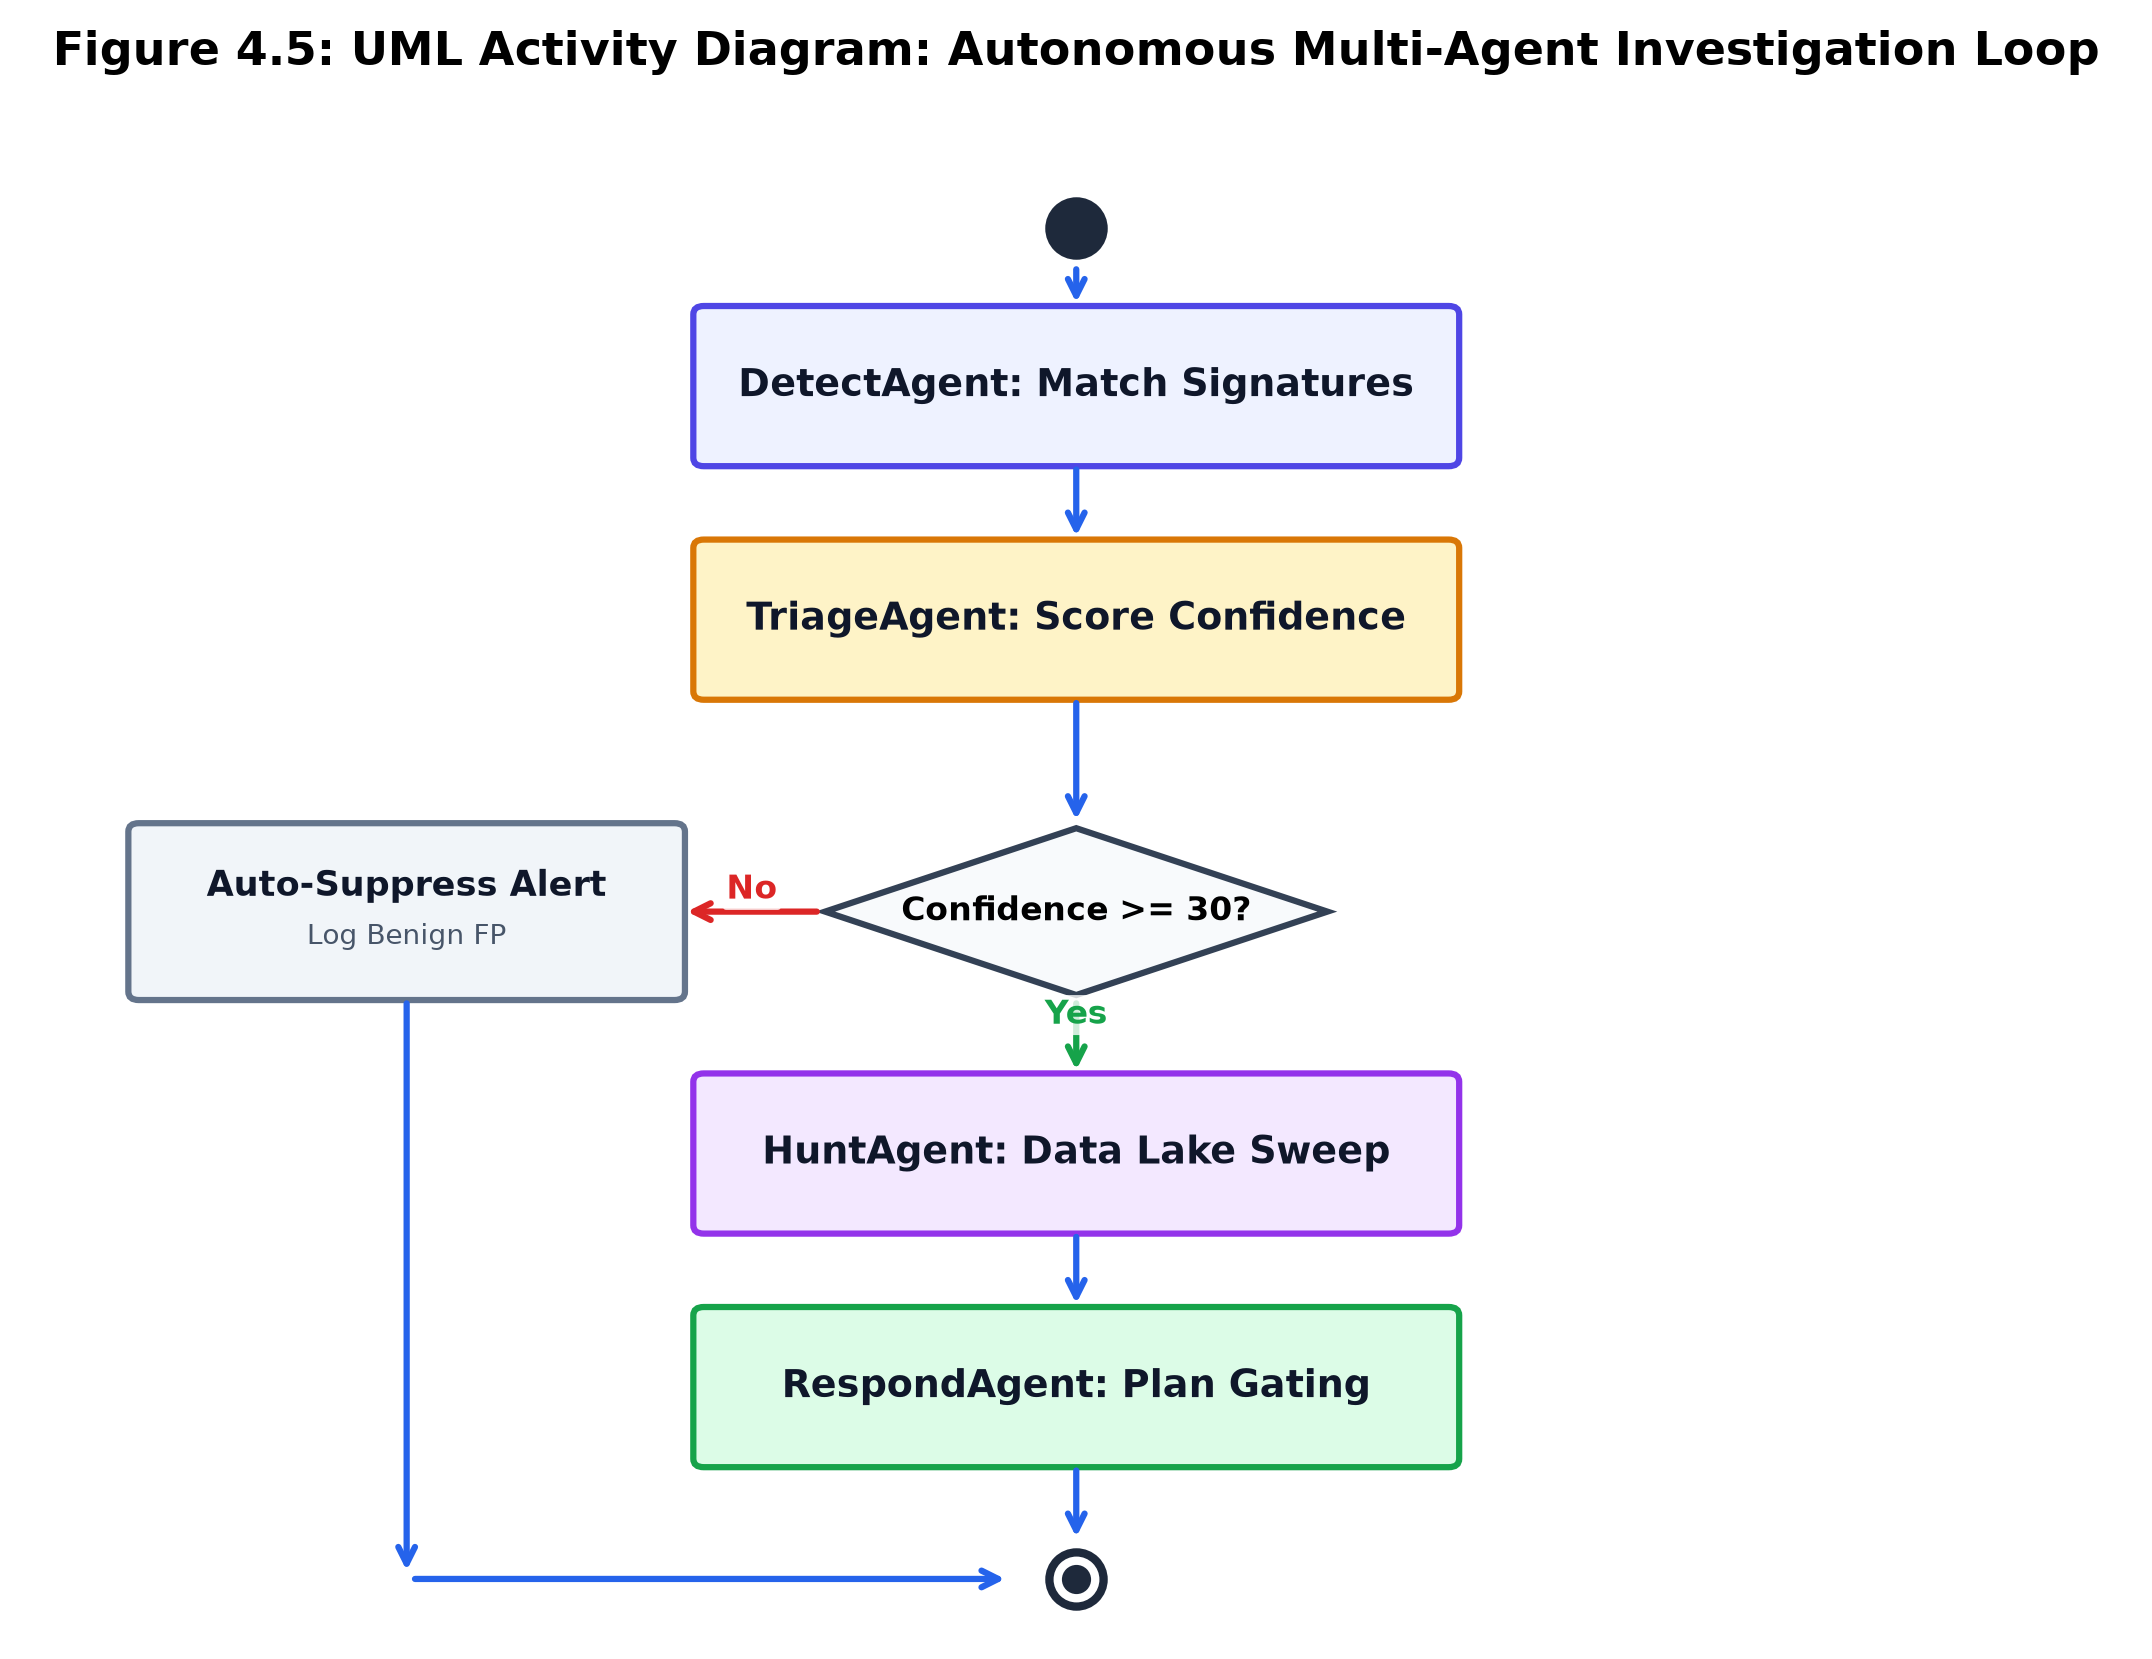 Figure 4.5: UML Activity Diagram: Autonomous Multi-Agent Investigation Loop
DetectAgent: Match Signatures
TriageAgent: Score Confidence
Auto-Suppress Alert
Log Benign FP
No
Confidence >= 30?
Yes
HuntAgent: Data Lake Sweep
RespondAgent: Plan Gating